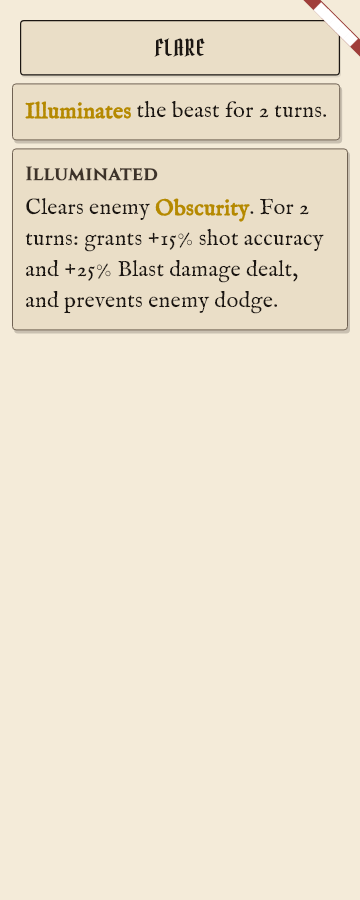 FLARE
Illuminates the beast for 2 turns.
Illuminated
Clears enemy Obscurity. For 2
turns: grants +15% shot accuracy
and +25% Blast damage dealt,
and prevents enemy dodge.